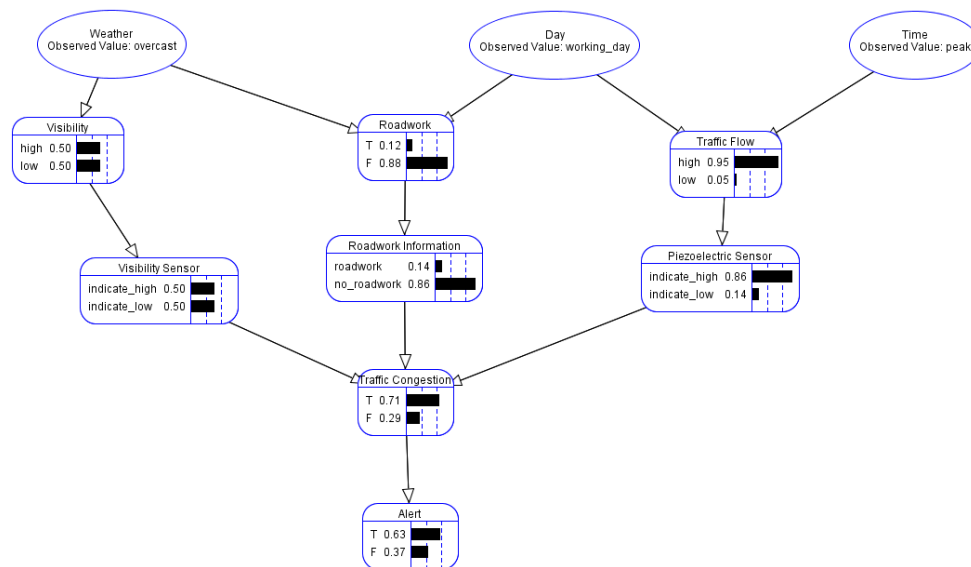 Weather
Observed Value: overcast
Day
Observed Value: working_day
Time
Observed Value: peak
Visibility
high 0.50
low 0.50
Roadwork
T 0.12
F 0.88
Traffic Flow
high 0.95
low 0.05
Visibility Sensor
indicate_high 0.50
indicate_low 0.50
Roadwork Information
roadwork 0.14
no_roadwork 0.86
Piezoelectric Sensor
indicate_high 0.86
indicate_low 0.14
Traffic Congestion
T 0.71
F 0.29
Alert
T 0.63
F 0.37